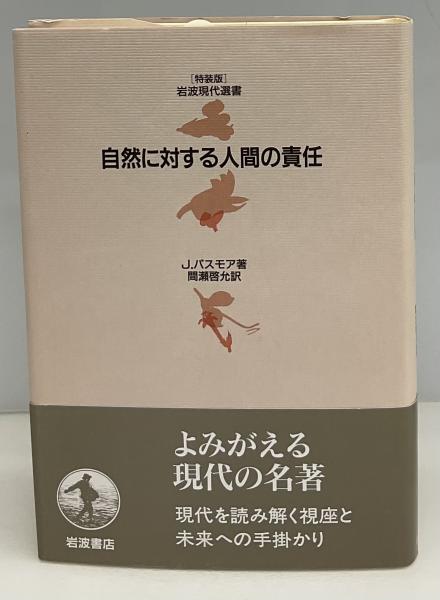 ［特装版］
岩波現代選書
自然に対する人間の責任
J.パスモア著
間瀬啓允訳
よみがえる
現代の名著
現代を読み解く視座と
未来への手掛かり
岩波書店